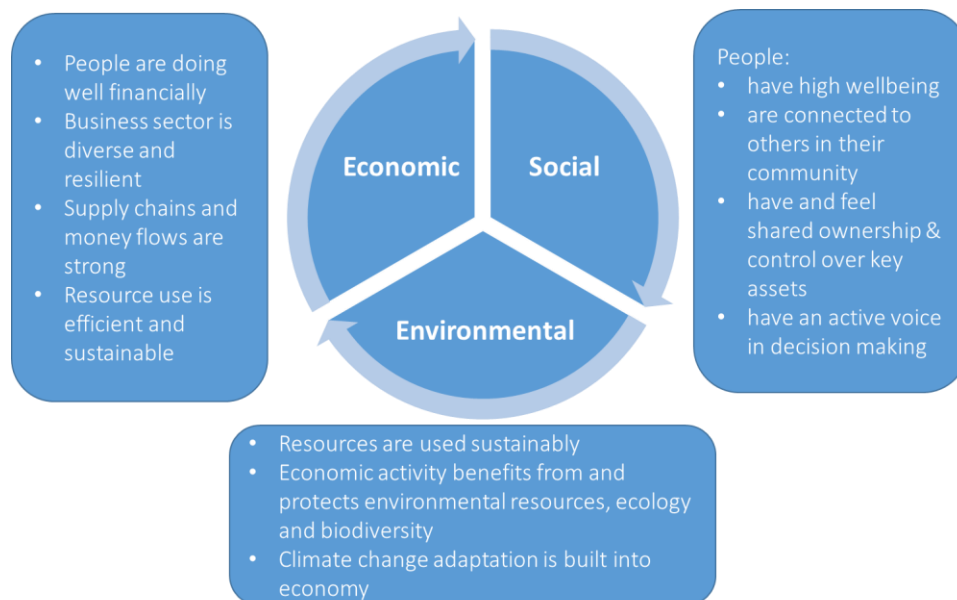 • People are doing
well financially
• Business sector is
diverse and
resilient
• Supply chains and
money flows are
strong
• Resource use is
efficient and
sustainable
Economic
Social
Environmental
People:
• have high wellbeing
• are connected to
others in their
community
• have and feel
shared ownership &
control over key
assets
• have an active voice
in decision making
• Resources are used sustainably
• Economic activity benefits from and
protects environmental resources, ecology
and biodiversity
• Climate change adaptation is built into
economy